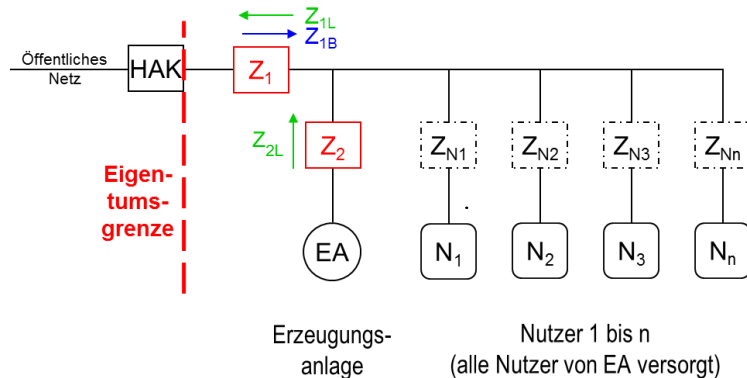 Z1L
Z1B
Öffentliches
Netz
HAK
Z1
Z2L
Z2
ZN1
ZN2
ZN3
ZNn
Eigen-
tums-
grenze
EA
N1
N2
N3
Nn
Erzeugungs-
anlage
Nutzer 1 bis n
(alle Nutzer von EA versorgt)